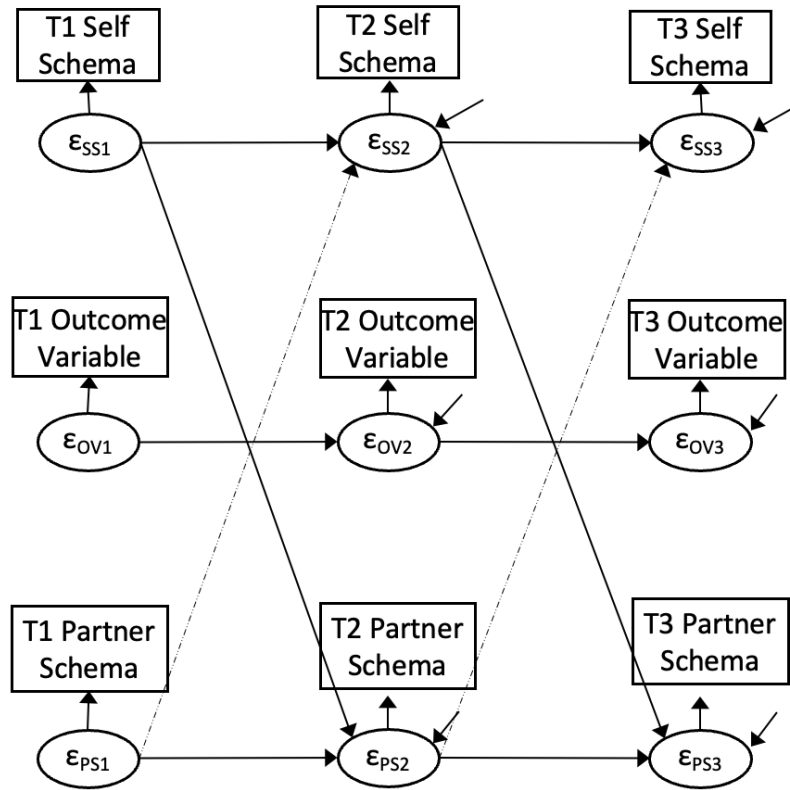 T1 Self
Schema
T2 Self
Schema
T3 Self
Schema
εSS1
εSS2
εSS3
T1 Outcome
Variable
T2 Outcome
Variable
T3 Outcome
Variable
εOV1
εOV2
εOV3
T1 Partner
Schema
T2 Partner
Schema
T3 Partner
Schema
εPS1
εPS2
εPS3